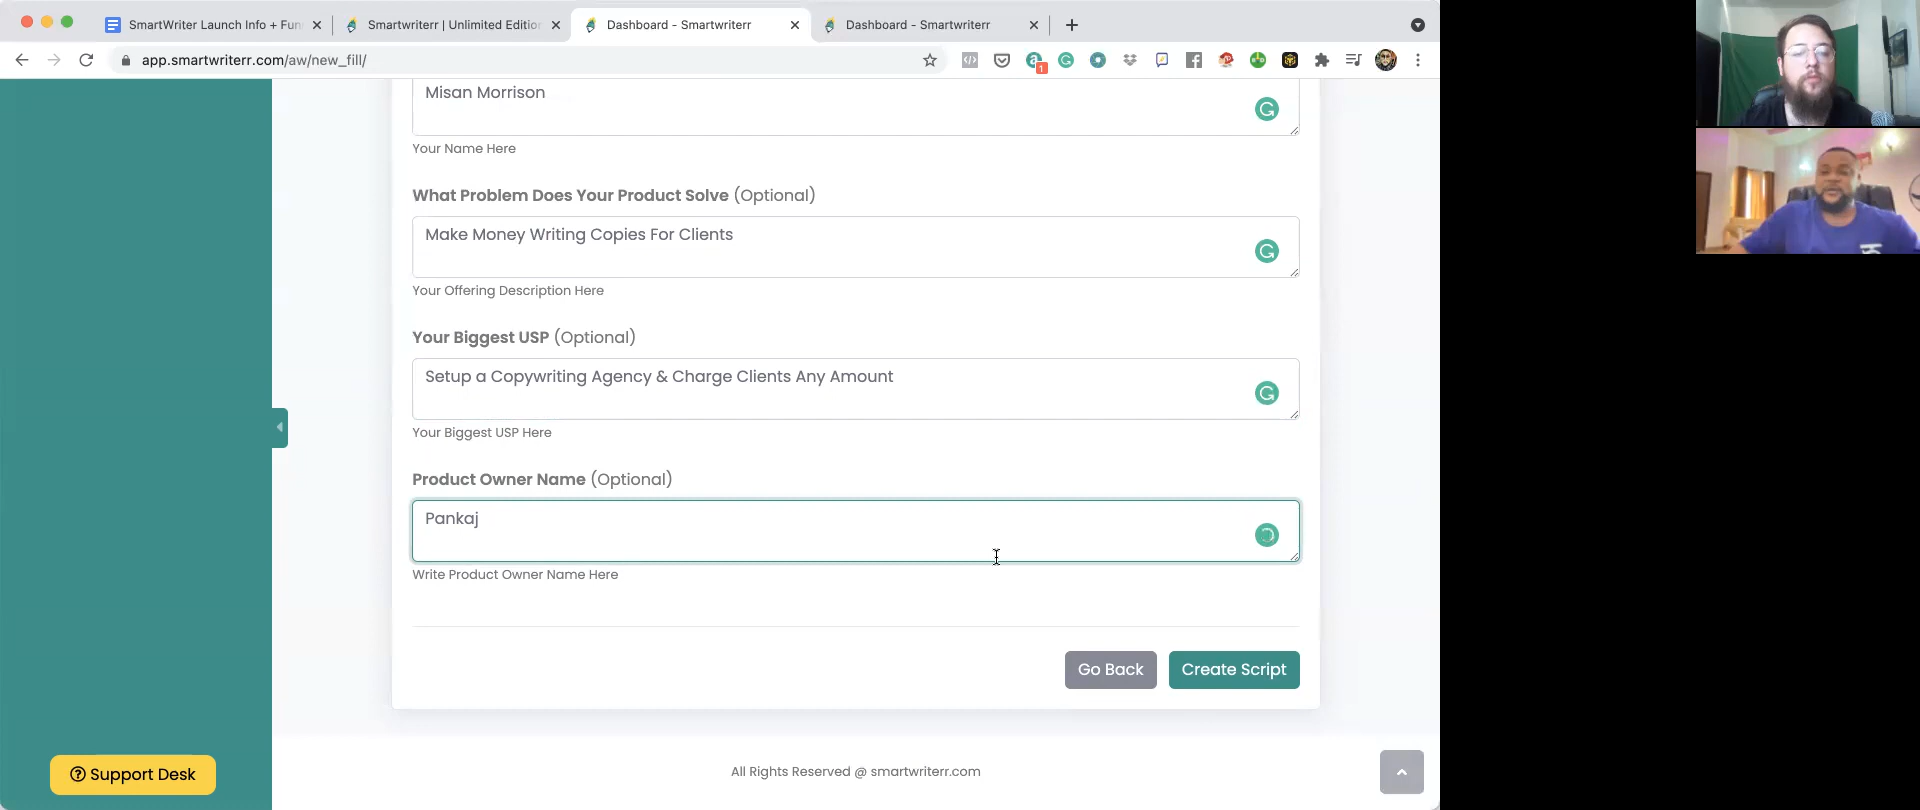 SmartWriter Launch Info + Fun
Smartwriterr | Unlimited Edition
Dashboard - Smartwriterr
Dashboard - Smartwriterr
app.smartwriterr.com/aw/new_fill/
1
Misan Morrison
Your Name Here
What Problem Does Your Product Solve (Optional)
Make Money Writing Copies For Clients
Your Offering Description Here
Your Biggest USP (Optional)
Setup a Copywriting Agency & Charge Clients Any Amount
Your Biggest USP Here
Product Owner Name (Optional)
Pankaj
Write Product Owner Name Here
Go Back
Create Script
Support Desk
All Rights Reserved @ smartwriterr.com